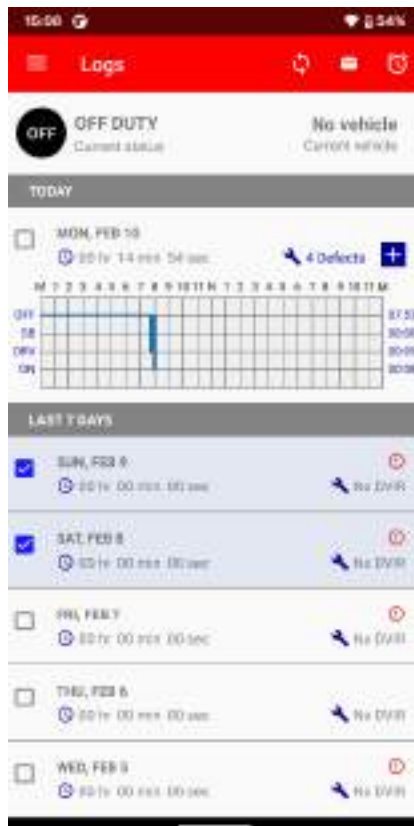 15:00 54%
Logs
OFF OFF DUTY No vehicle
Current status Current vehicle
TODAY
MON, FEB 10
14 min 54 sec 4 Defects
M 1 2 3 4 5 6 7 8 9 10 11 N 1 2 3 4 5 6 7 8 9 10 11 M
OFF
SB
DRV
ON
LAST 7 DAYS
SUN, FEB 9
00 hr 00 min 00 sec No DVIR
SAT, FEB 8
00 min 00 sec No DVIR
FRI, FEB 7
00 hr 00 min 00 sec No DVIR
THU, FEB 6
00 hr 00 min 00 sec No DVIR
WED, FEB 5
00 hr 00 min 00 sec No DVIR